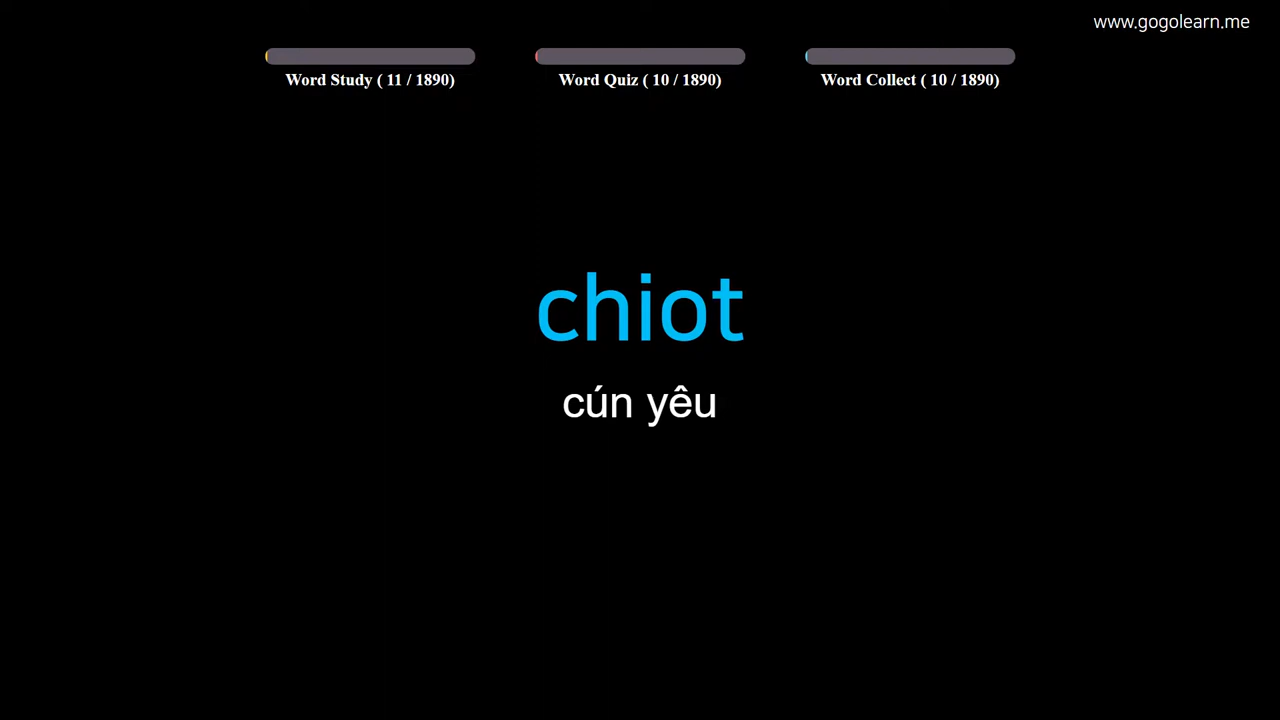 www.gogolearn.me
Word Study ( 11 / 1890)
Word Quiz ( 10 / 1890)
Word Collect ( 10 / 1890)
chiot
cún yêu